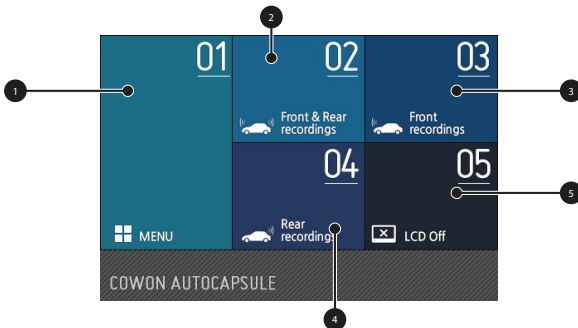 2
01
02
03
1
3
Front & Rear
recordings
Front
recordings
04
05
5
Rear
recordings
MENU
LCD Off
COWON AUTOCAPSULE
4